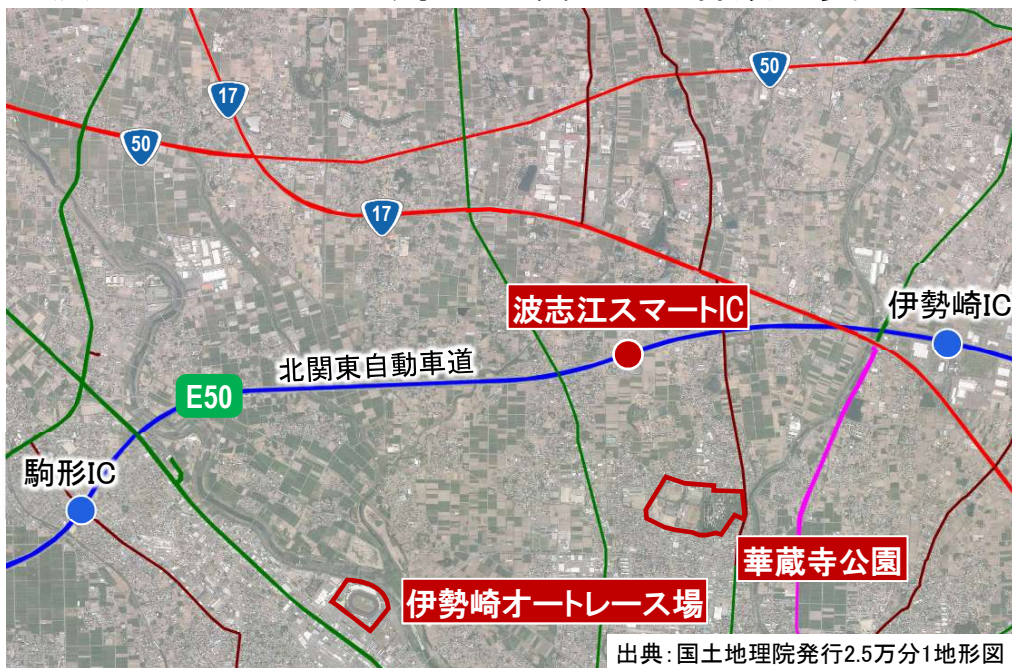 50
17
50
17
波志江スマートIC
伊勢崎IC
北関東自動車道
E50
駒形IC
華蔵寺公園
伊勢崎オートレース場
出典：国土地理院発行2.5万分1地形図